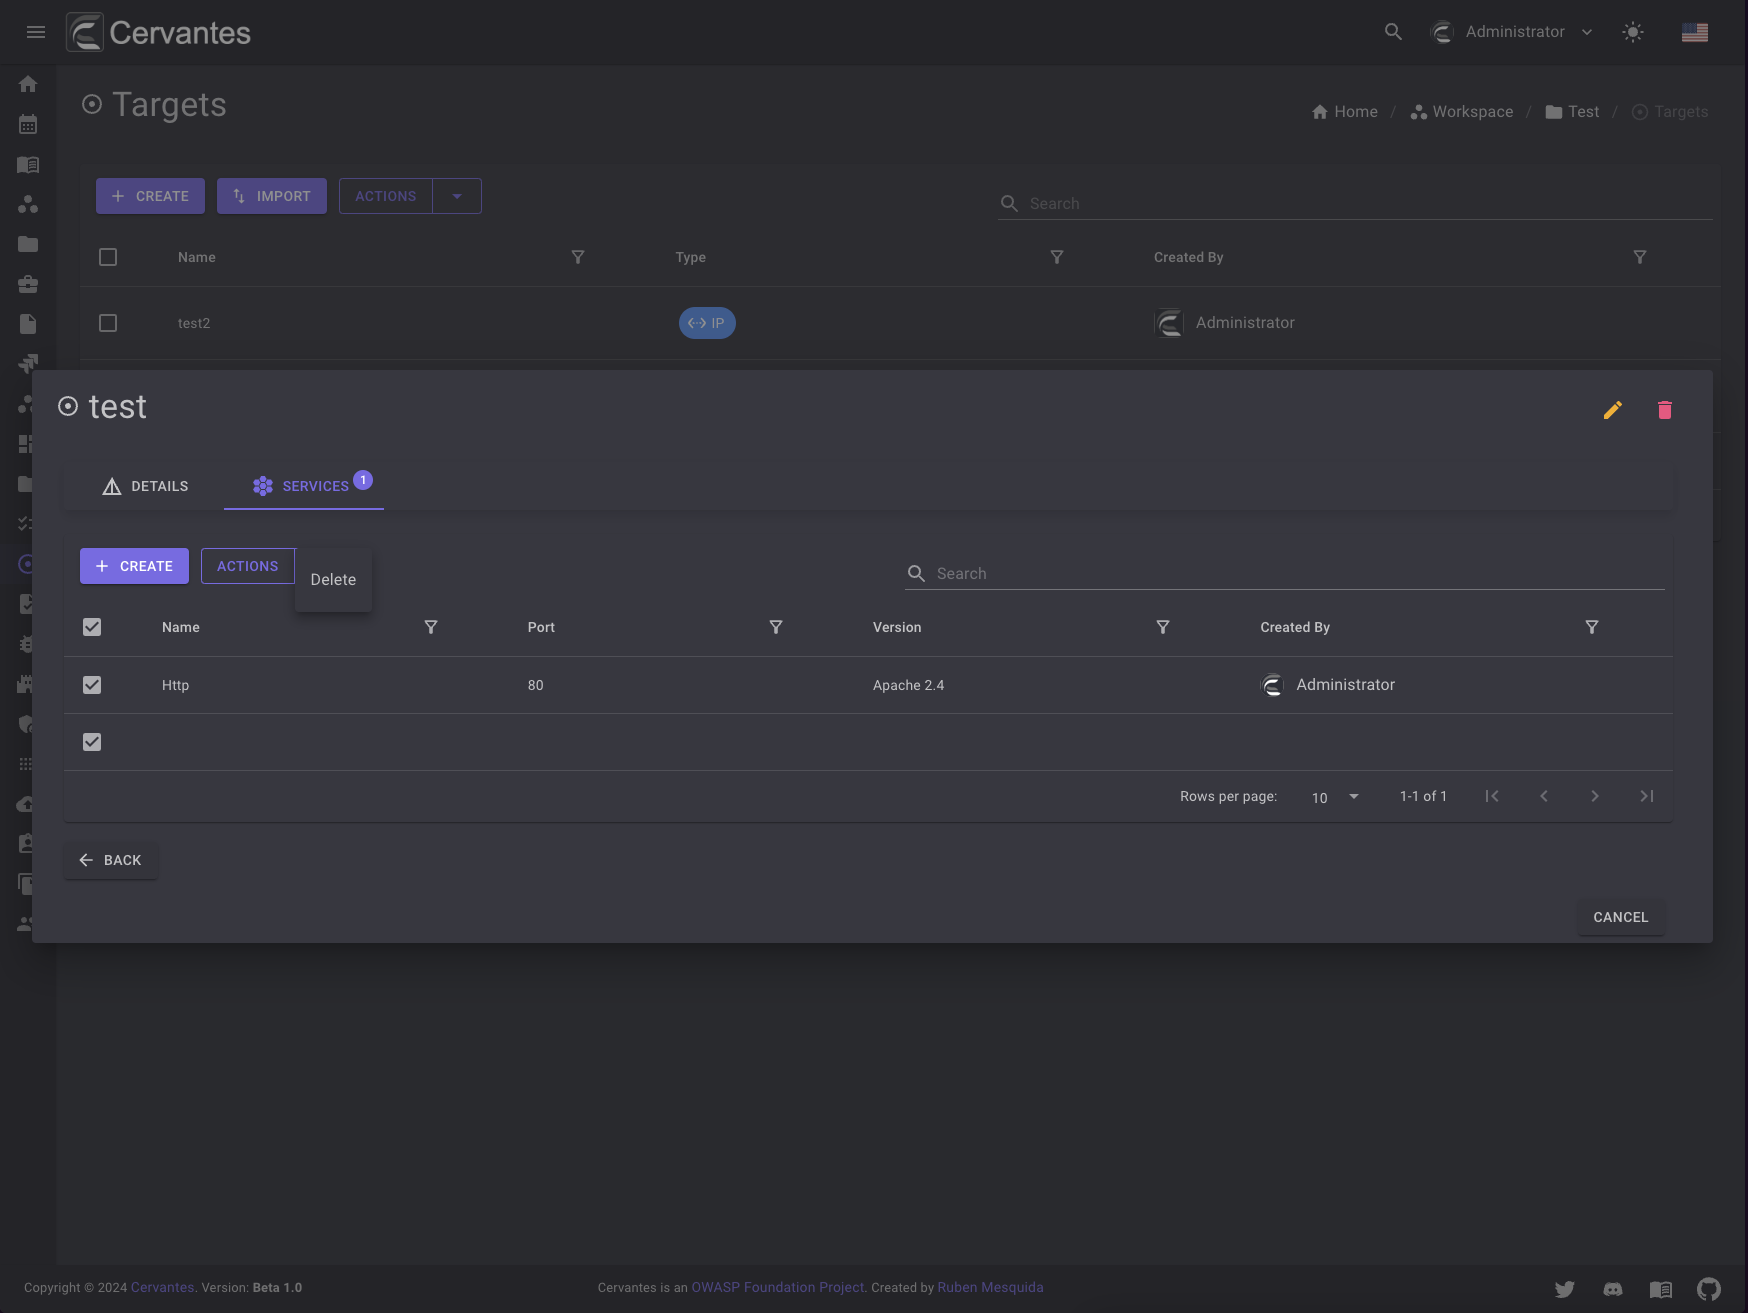 Cervantes
Administrator
Targets
Home / Workspace / Test / Targets
CREATE IMPORT ACTIONS
Search
Name Type Created By
test2 IP Administrator
test
DETAILS SERVICES 1
CREATE ACTIONS
Delete
Search
Name Port Version Created By
Http 80 Apache 2.4 Administrator
Rows per page: 10 1-1 of 1
BACK
CANCEL
Copyright © 2024 Cervantes. Version: Beta 1.0
Cervantes is an OWASP Foundation Project. Created by Ruben Mesquida